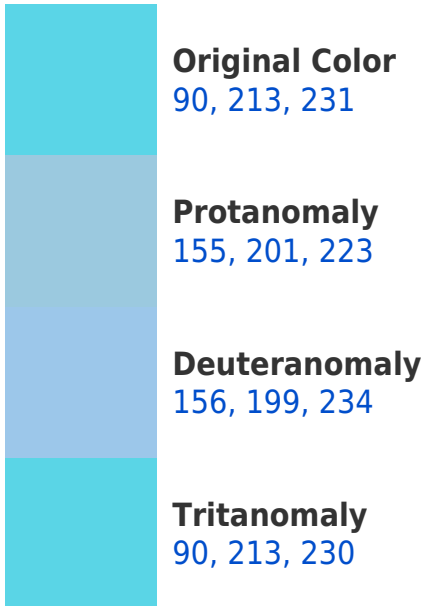 Original Color
90, 213, 231
Protanomaly
155, 201, 223
Deuteranomaly
156, 199, 234
Tritanomaly
90, 213, 230